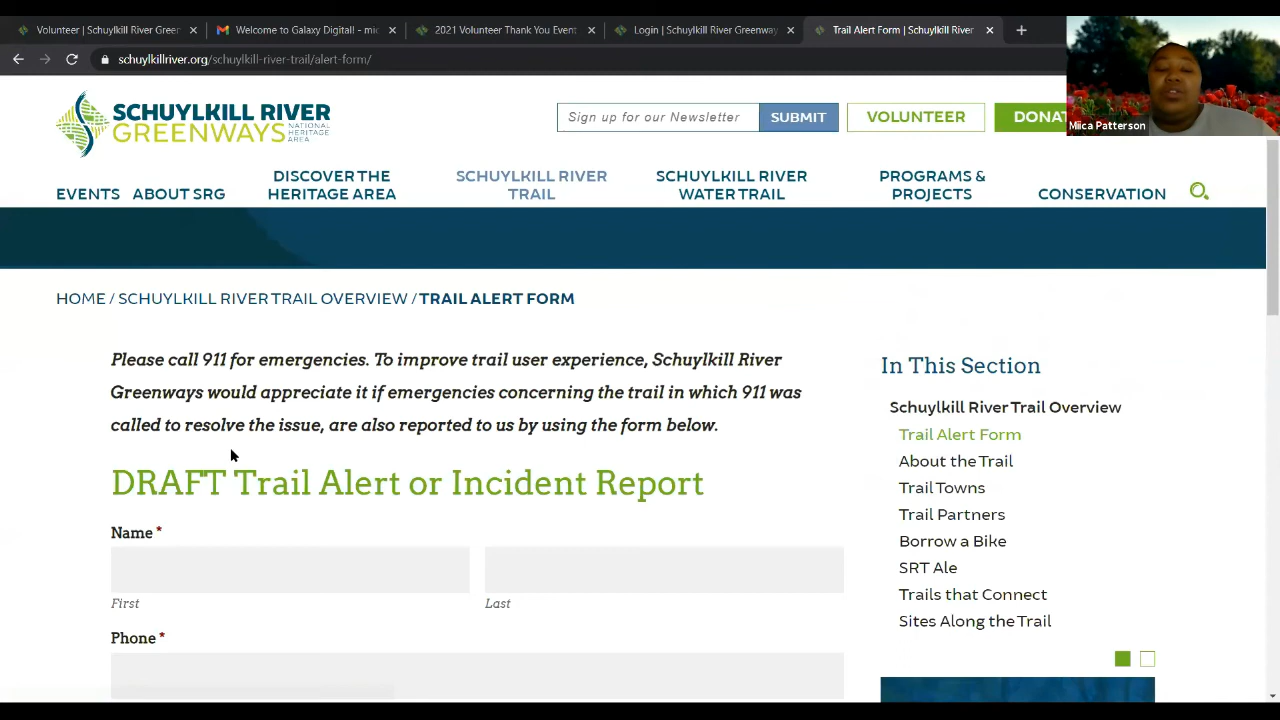 Volunteer | Schuylkill River Green
Welcome to Galaxy Digital! - mic
2021 Volunteer Thank You Event
Login | Schuylkill River Greenway
Trail Alert Form | Schuylkill River
schuylkillriver.org/schuylkill-river-trail/alert-form/
Miica Patterson
SCHUYLKILL RIVER
GREENWAYS NATIONAL HERITAGE AREA
Sign up for our Newsletter
SUBMIT
VOLUNTEER
DONAT
EVENTS
ABOUT SRG
DISCOVER THE
HERITAGE AREA
SCHUYLKILL RIVER
TRAIL
SCHUYLKILL RIVER
WATER TRAIL
PROGRAMS &
PROJECTS
CONSERVATION
HOME / SCHUYLKILL RIVER TRAIL OVERVIEW / TRAIL ALERT FORM
Please call 911 for emergencies. To improve trail user experience, Schuylkill River
Greenways would appreciate it if emergencies concerning the trail in which 911 was
called to resolve the issue, are also reported to us by using the form below.
DRAFT Trail Alert or Incident Report
Name *
First
Last
Phone *
In This Section
Schuylkill River Trail Overview
Trail Alert Form
About the Trail
Trail Towns
Trail Partners
Borrow a Bike
SRT Ale
Trails that Connect
Sites Along the Trail